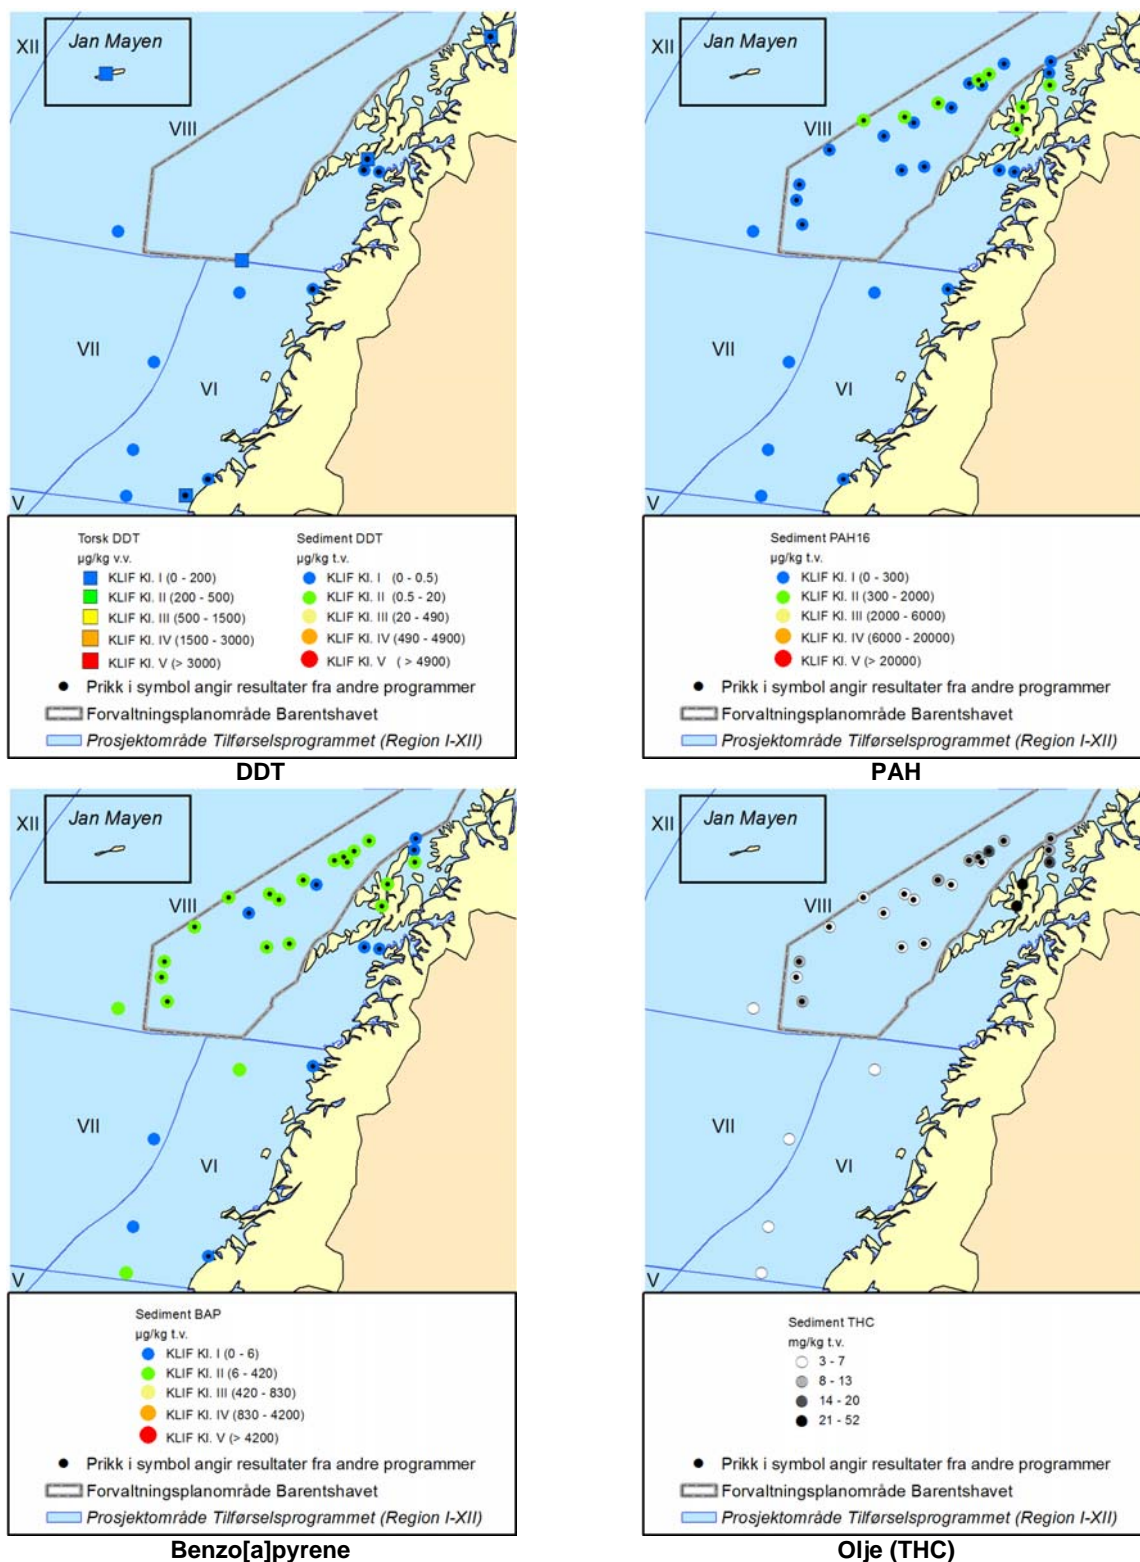 XII
Jan Mayen
VIII
VII
VI
V
Torsk DDT
µg/kg v.v.
KLIF Kl. I (0 - 200)
KLIF Kl. II (200 - 500)
KLIF Kl. III (500 - 1500)
KLIF Kl. IV (1500 - 3000)
KLIF Kl. V (> 3000)
Sediment DDT
µg/kg t.v.
KLIF Kl. I (0 - 0.5)
KLIF Kl. II (0.5 - 20)
KLIF Kl. III (20 - 490)
KLIF Kl. IV (490 - 4900)
KLIF Kl. V ( > 4900)
Prikk i symbol angir resultater fra andre programmer
Forvaltningsplanområde Barentshavet
Prosjektområde Tilførselsprogrammet (Region I-XII)
DDT
XII
Jan Mayen
VIII
VII
VI
V
Sediment PAH16
µg/kg t.v.
KLIF Kl. I (0 - 300)
KLIF Kl. II (300 - 2000)
KLIF Kl. III (2000 - 6000)
KLIF Kl. IV (6000 - 20000)
KLIF Kl. V (> 20000)
Prikk i symbol angir resultater fra andre programmer
Forvaltningsplanområde Barentshavet
Prosjektområde Tilførselsprogrammet (Region I-XII)
PAH
XII
Jan Mayen
VIII
VII
VI
V
Sediment BAP
µg/kg t.v.
KLIF Kl. I (0 - 6)
KLIF Kl. II (6 - 420)
KLIF Kl. III (420 - 830)
KLIF Kl. IV (830 - 4200)
KLIF Kl. V (> 4200)
Prikk i symbol angir resultater fra andre programmer
Forvaltningsplanområde Barentshavet
Prosjektområde Tilførselsprogrammet (Region I-XII)
Benzo[a]pyrene
XII
Jan Mayen
VIII
VII
VI
V
Sediment THC
mg/kg t.v.
3 - 7
8 - 13
14 - 20
21 - 52
Prikk i symbol angir resultater fra andre programmer
Forvaltningsplanområde Barentshavet
Prosjektområde Tilførselsprogrammet (Region I-XII)
Olje (THC)